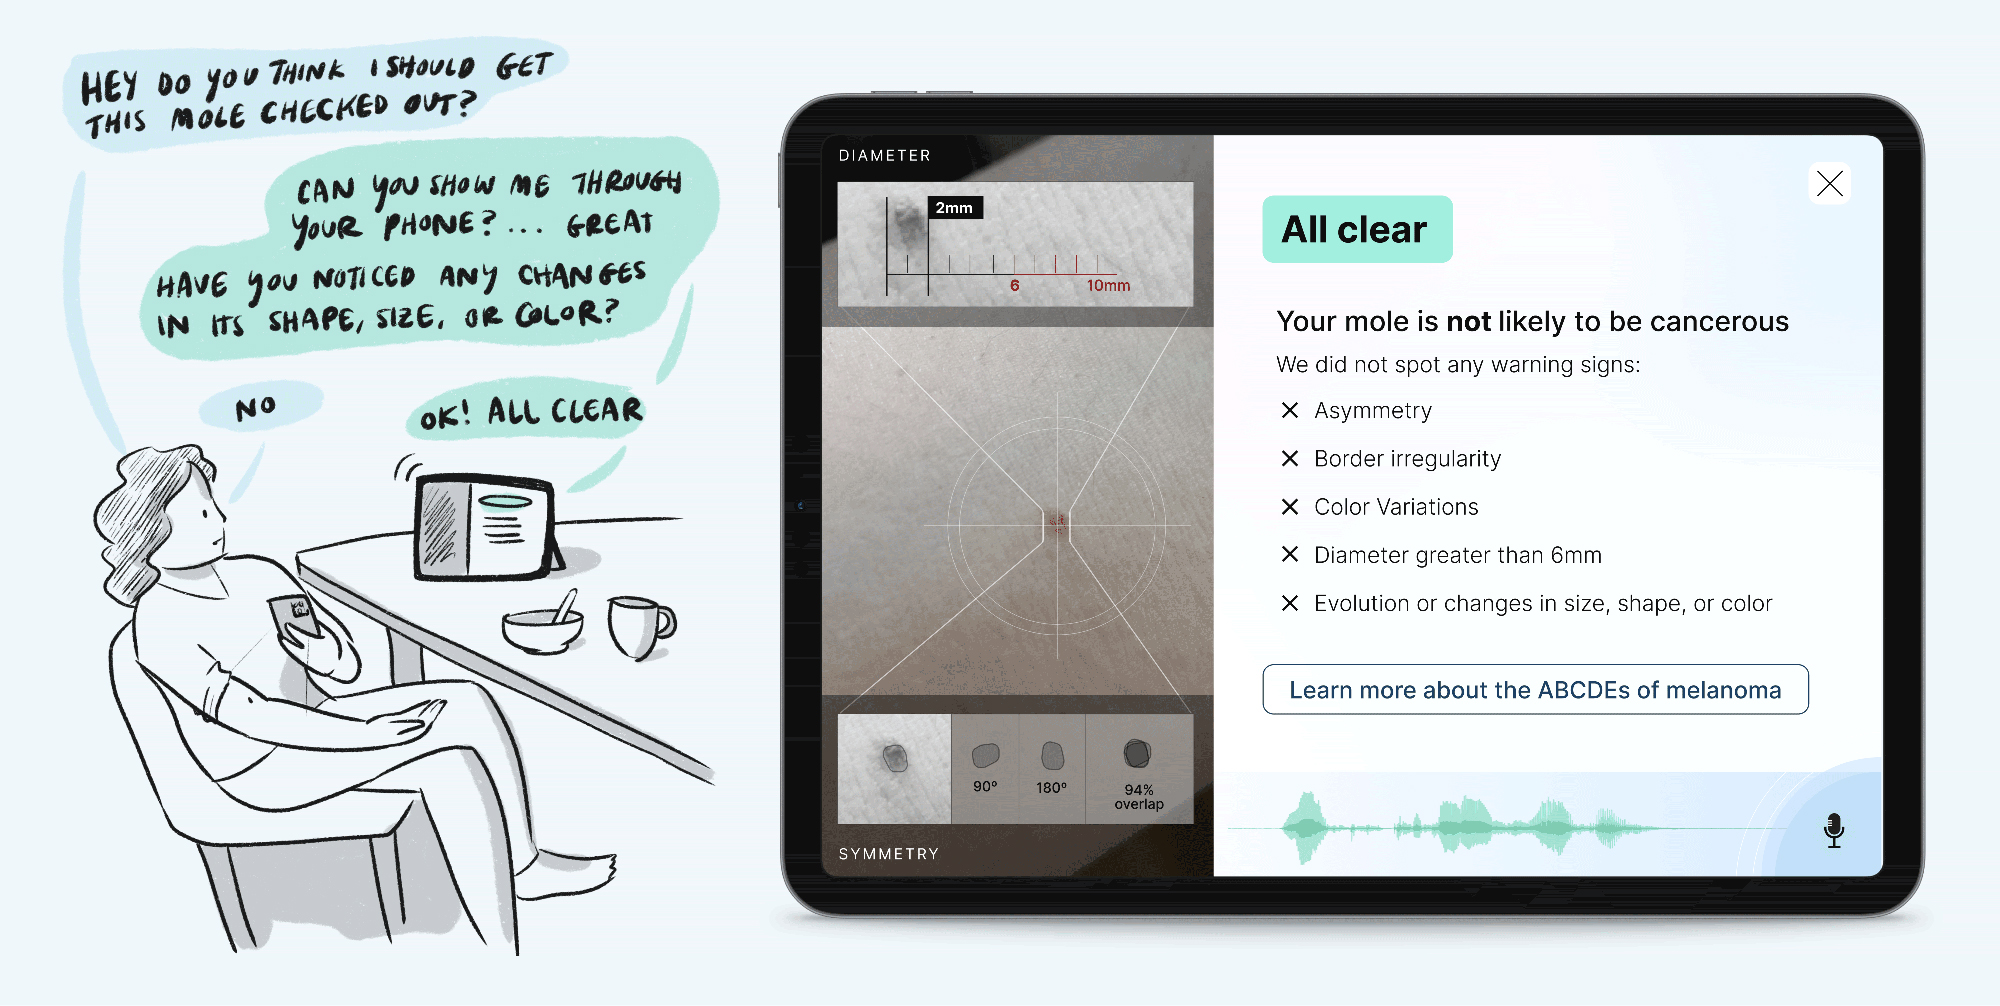 HEY DO YOU THINK I SHOULD GET
THIS MOLE CHECKED OUT?
CAN YOU SHOW ME THROUGH
YOUR PHONE?... GREAT
HAVE YOU NOTICED ANY CHANGES
IN ITS SHAPE, SIZE, OR COLOR?
NO
OK! ALL CLEAR
DIAMETER
2mm
6
10mm
90°
180°
94%
overlap
SYMMETRY
All clear
Your mole is not likely to be cancerous
We did not spot any warning signs:
Asymmetry
Border irregularity
Color Variations
Diameter greater than 6mm
Evolution or changes in size, shape, or color
Learn more about the ABCDEs of melanoma